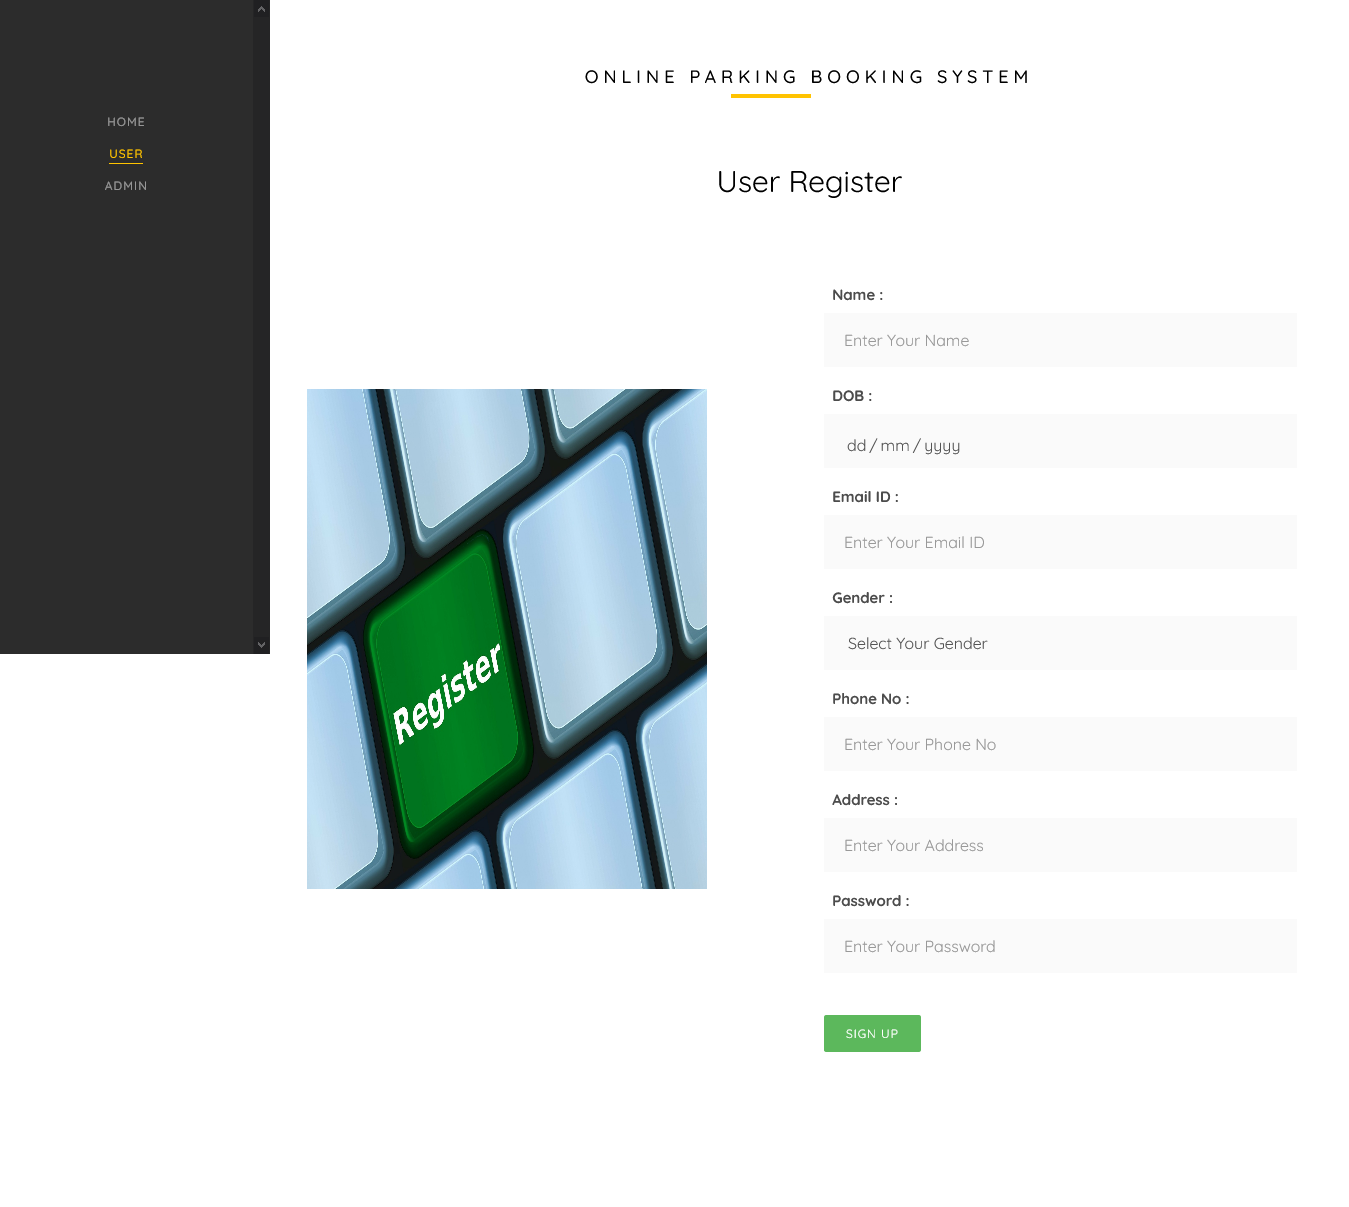 HOME
USER
ADMIN
ONLINE PARKING BOOKING SYSTEM
User Register
Register
Name :
Enter Your Name
DOB :
dd / mm / yyyy
Email ID :
Enter Your Email ID
Gender :
Select Your Gender
Phone No :
Enter Your Phone No
Address :
Enter Your Address
Password :
Enter Your Password
SIGN UP